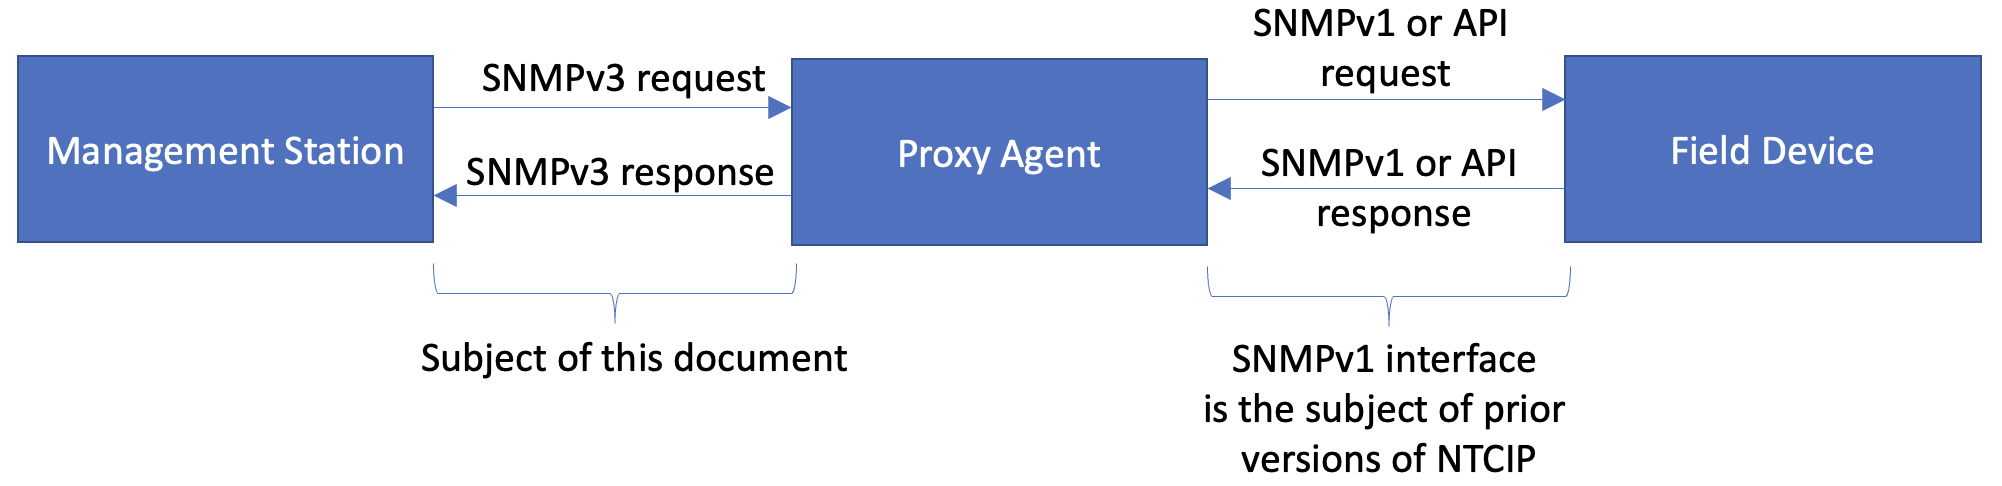 SNMPv1 or API
request
SNMPv3 request
Management Station
Proxy Agent
Field Device
SNMPv3 response
SNMPv1 or API
response
Subject of this document
SNMPv1 interface
is the subject of prior
versions of NTCIP